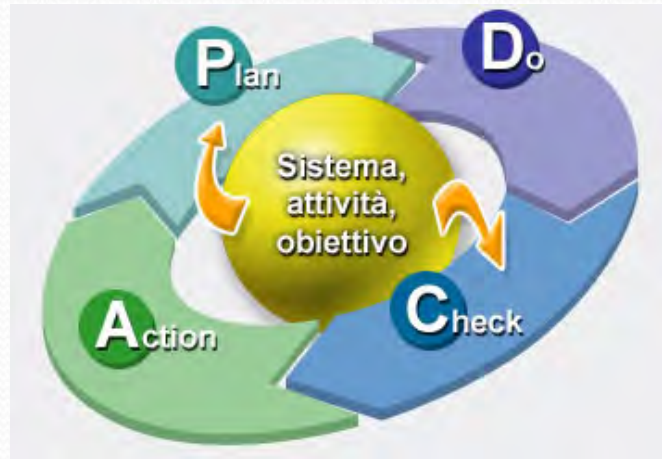 Plan
Do
Sistema,
attività,
obiettivo
Action
Check